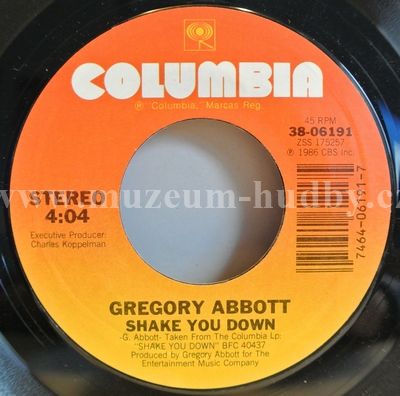 COLUMBIA
® Columbia, Marcas Reg.
45 RPM
38-06191
ZSS 175257
℗ 1986 CBS Inc.
www.muzeum-hudby.cz
STEREO
4:04
Executive Producer:
Charles Koppelman
7464-06191-7
GREGORY ABBOTT
SHAKE YOU DOWN
-G. Abbott- Taken From The Columbia Lp:
"SHAKE YOU DOWN" BFC 40437
Produced by Gregory Abbott for The
Entertainment Music Company